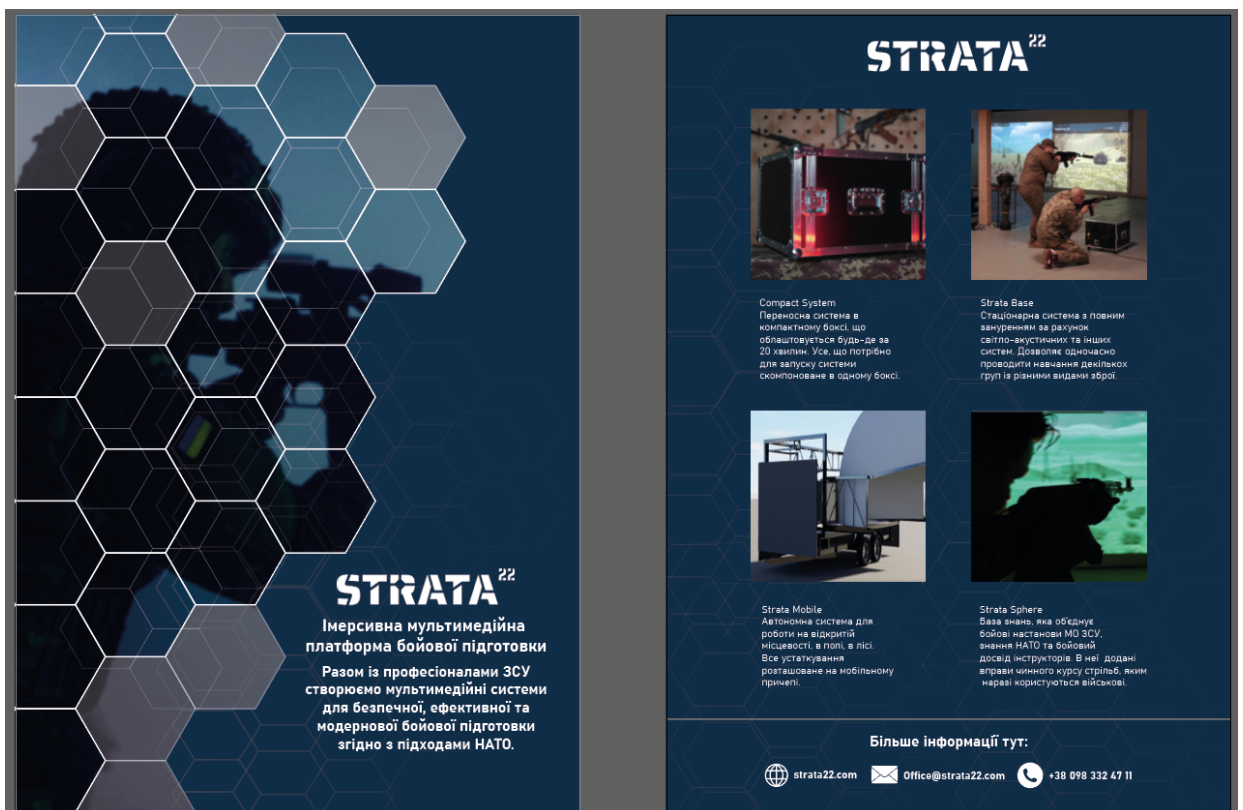 STRATA 22
Імерсивна мультимедійна
платформа бойової підготовки
Разом із професіоналами ЗСУ
створюємо мультимедійні системи
для безпечної, ефективної та
модернової бойової підготовки
згідно з підходами НАТО.
STRATA 22
Compact System
Переносна система в
компактному боксі, що
облаштовується будь-де за
20 хвилин. Усе, що потрібно
для запуску системи
скомпоноване в одному боксі.
Strata Base
Стаціонарна система з повним
зануренням за рахунок
світло-акустичних та інших
систем. Дозволяє одночасно
проводити навчання декількох
груп із різними видами зброї.
Strata Mobile
Автономна система для
роботи на відкритій
місцевості, в полі, в лісі.
Все устаткування
розташоване на мобільному
причепі.
Strata Sphere
База знань, яка об'єднує
бойові настанови МО ЗСУ,
знання НАТО та бойовий
досвід інструкторів. В неї додані
вправи чинного курсу стрільб, яким
наразі користуються військові.
Більше інформації тут:
strata22.com
Office@strata22.com
+38 098 332 47 11